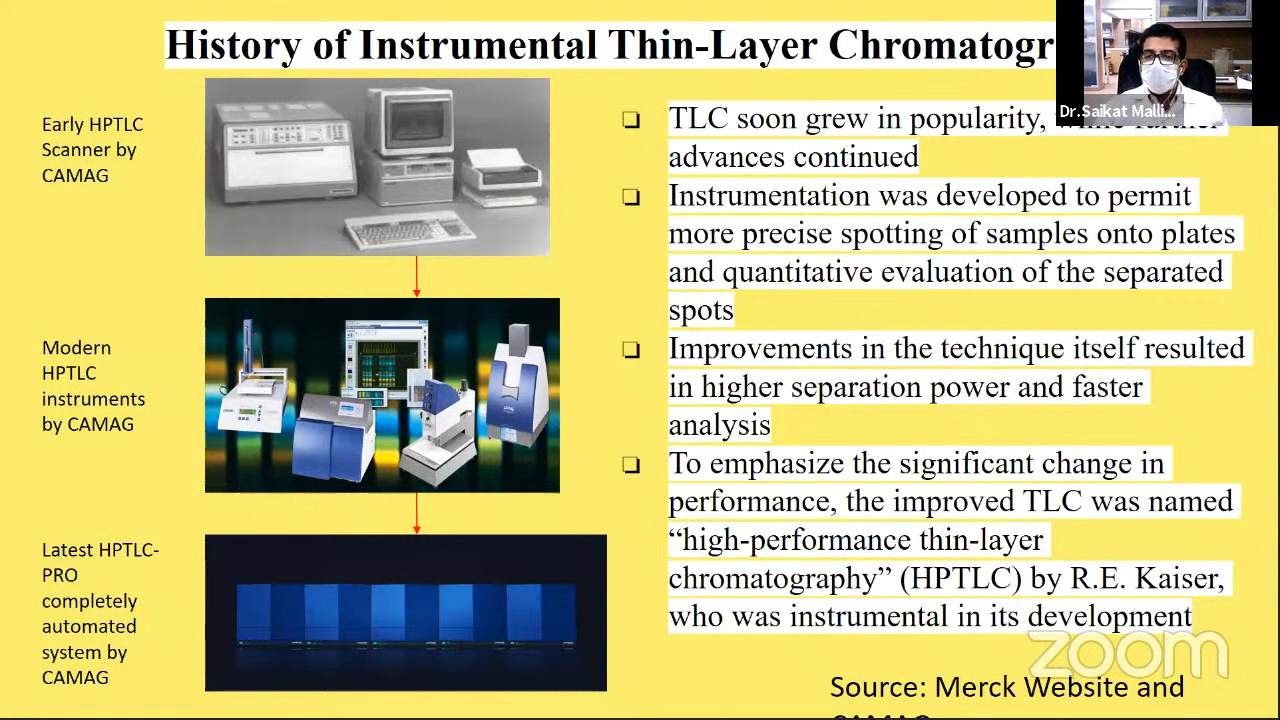 History of Instrumental Thin-Layer Chromatogr
Dr.Saikat Malli...
Early HPTLC
Scanner by
CAMAG
Modern
HPTLC
instruments
by CAMAG
Latest HPTLC-
PRO
completely
automated
system by
CAMAG
TLC soon grew in popularity, while further
advances continued
Instrumentation was developed to permit
more precise spotting of samples onto plates
and quantitative evaluation of the separated
spots
Improvements in the technique itself resulted
in higher separation power and faster
analysis
To emphasize the significant change in
performance, the improved TLC was named
“high-performance thin-layer
chromatography” (HPTLC) by R.E. Kaiser,
who was instrumental in its development
zoom
Source: Merck Website and
CAMAG